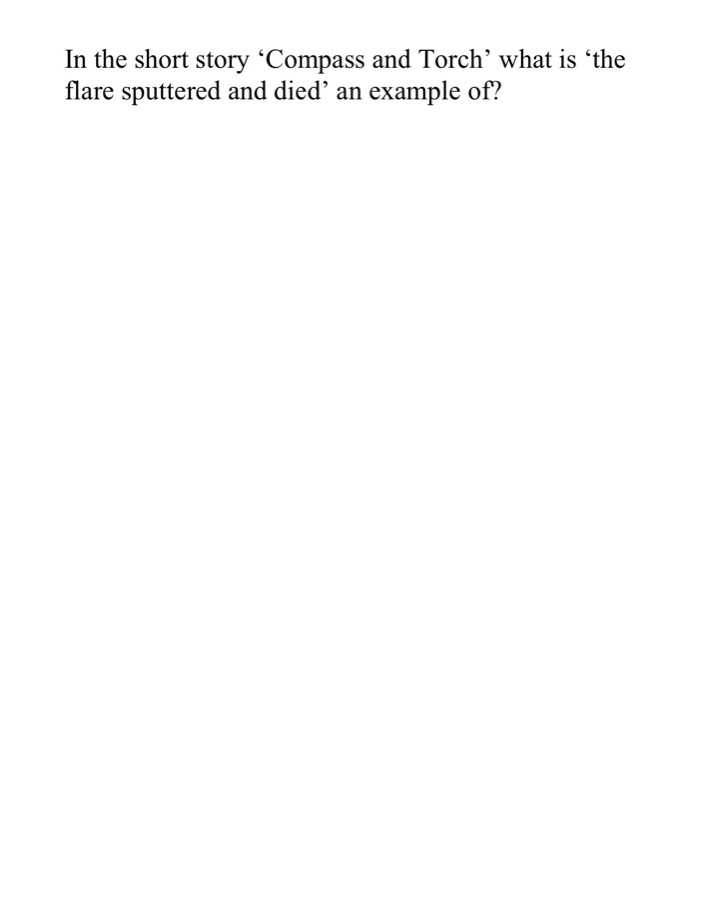 In the short story ‘Compass and Torch’ what is ‘the
flare sputtered and died’ an example of?